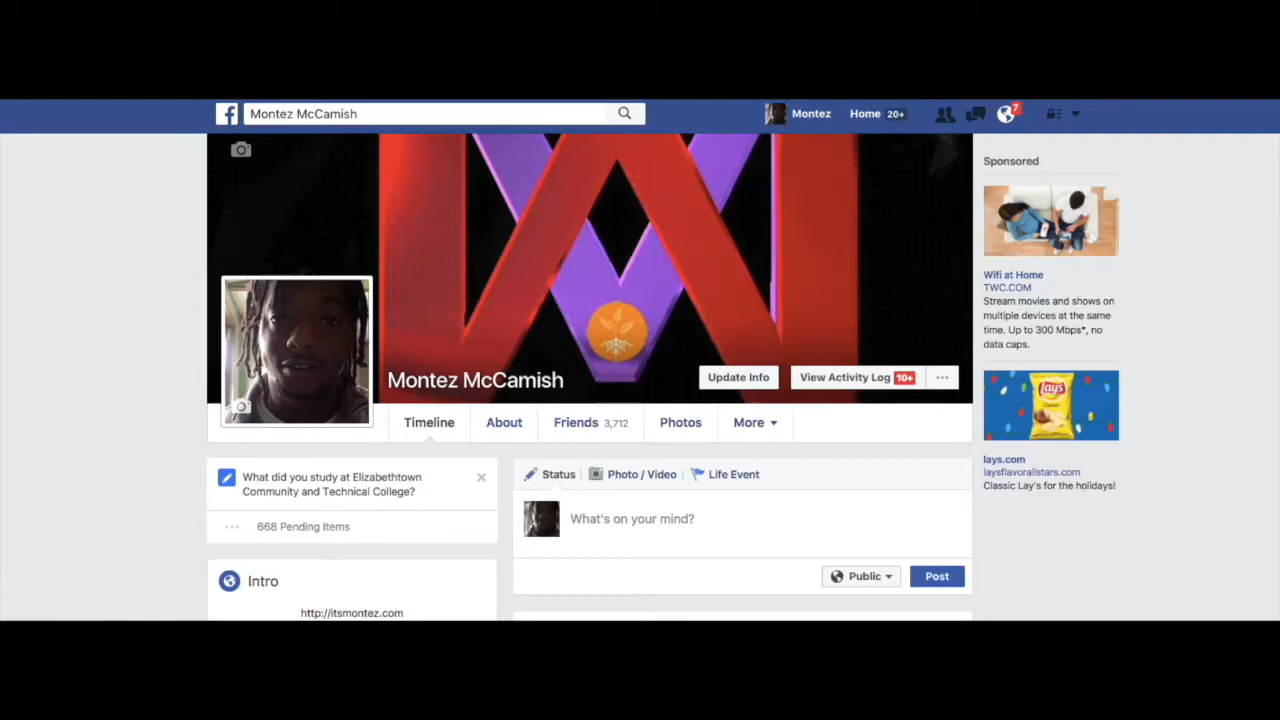 Montez McCamish
Montez
Home 20+
7
Sponsored
Wifi at Home
TWC.COM
Stream movies and shows on
multiple devices at the same
time. Up to 300 Mbps*, no
data caps.
Montez McCamish
Update Info
View Activity Log 10+
Timeline
About
Friends 3,712
Photos
More
Lay's
Classic
lays.com
laysflavorallstars.com
Classic Lay's for the holidays!
What did you study at Elizabethtown
Community and Technical College?
668 Pending Items
Status
Photo / Video
Life Event
What's on your mind?
Public
Post
Intro
http://itsmontez.com